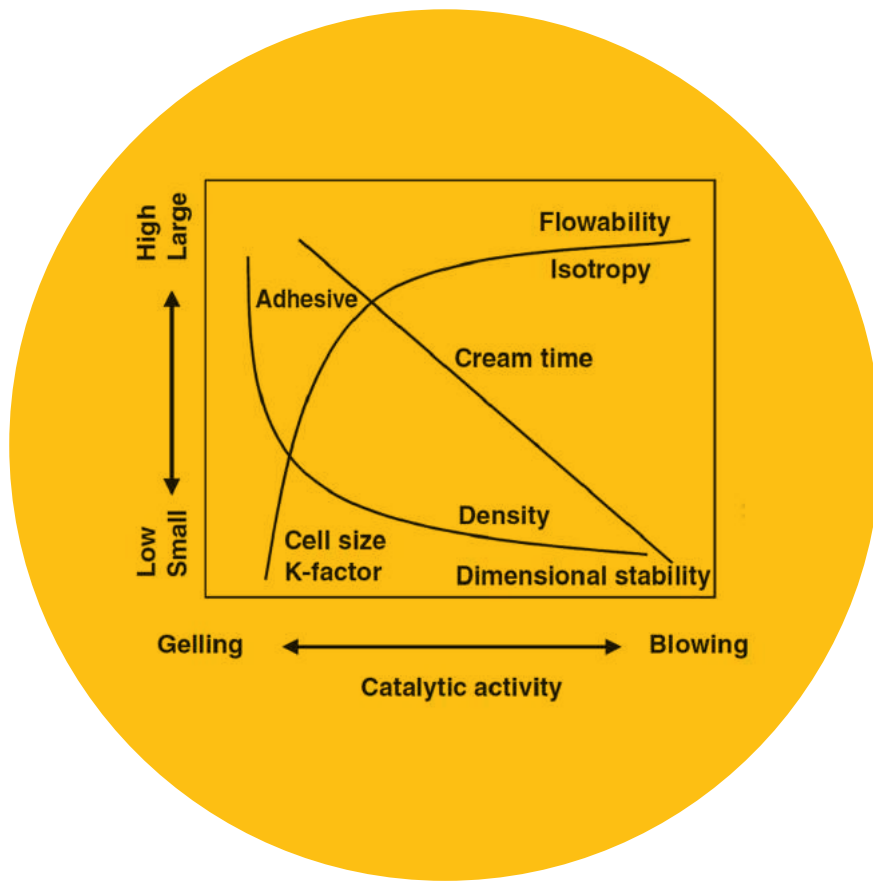 High
Large
Flowability
Isotropy
Adhesive
Cream time
Density
Cell size
K-factor
Dimensional stability
Low
Small
Gelling
Blowing
Catalytic activity